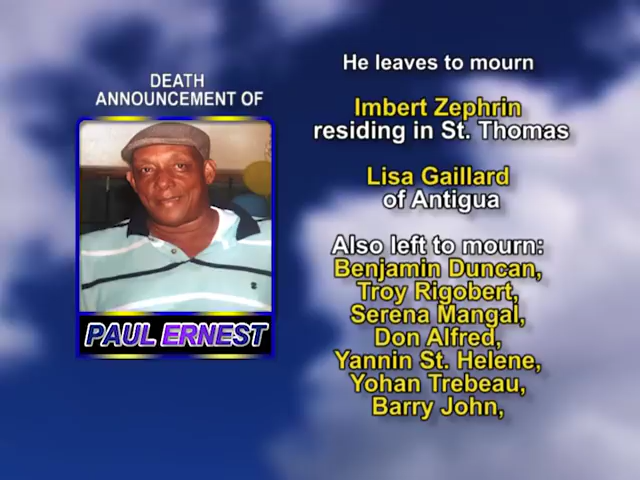 DEATH
ANNOUNCEMENT OF
PAUL ERNEST
He leaves to mourn
Imbert Zephrin
residing in St. Thomas
Lisa Gaillard
of Antigua
Also left to mourn:
Benjamin Duncan,
Troy Rigobert,
Serena Mangal,
Don Alfred,
Yannin St. Helene,
Yohan Trebeau,
Barry John,